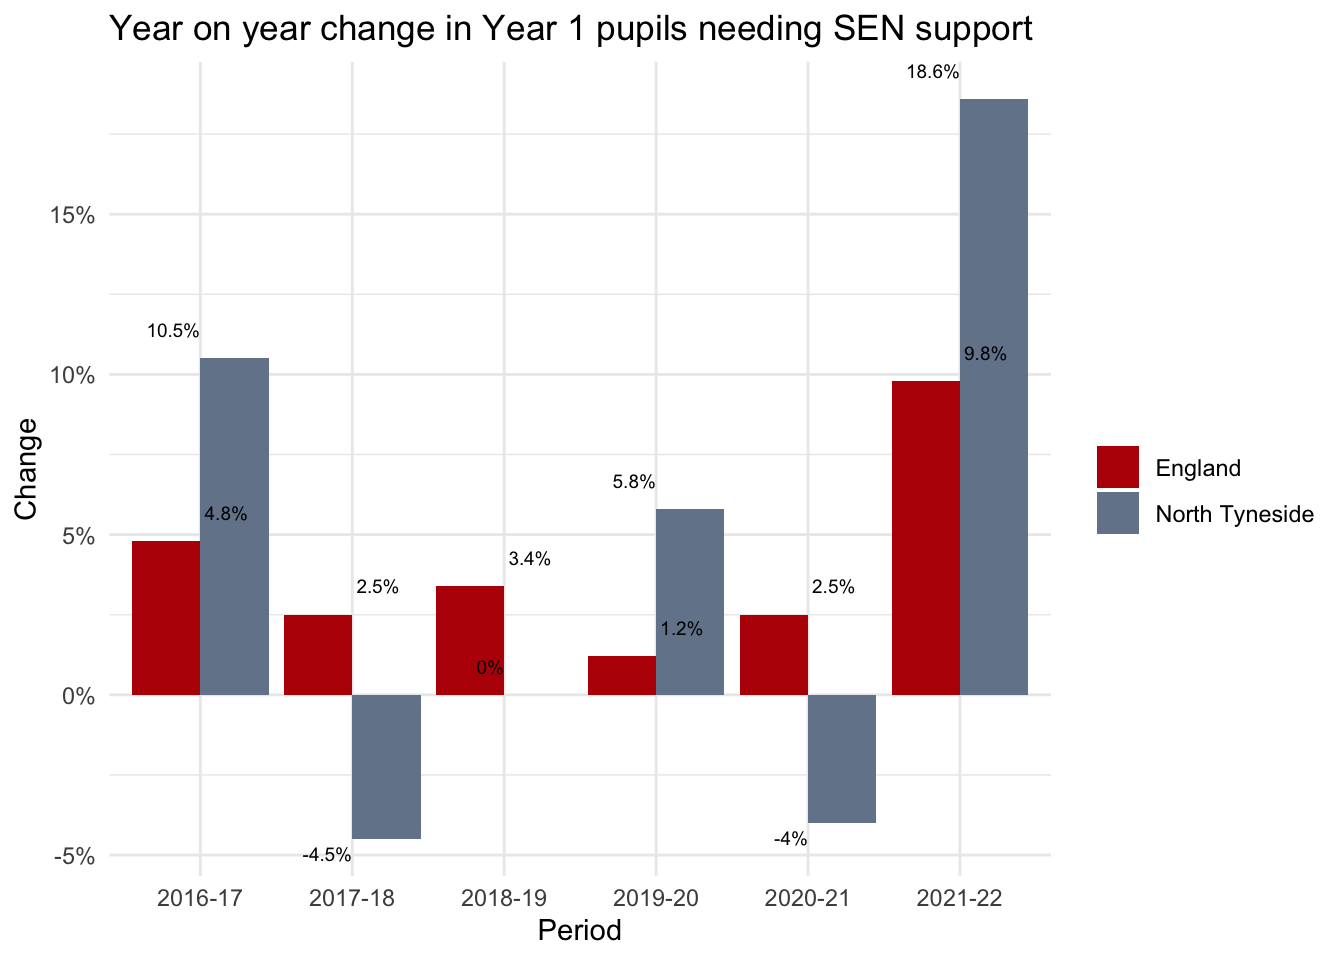 Year on year change in Year 1 pupils needing SEN support
18.6%
15%
10.5%
10%
9.8%
5.8%
4.8%
5%
3.4%
2.5%
2.5%
1.2%
0%
0%
-4.5%
-4%
-5%
Change
England
North Tyneside
2016-17 2017-18 2018-19 2019-20 2020-21 2021-22
Period